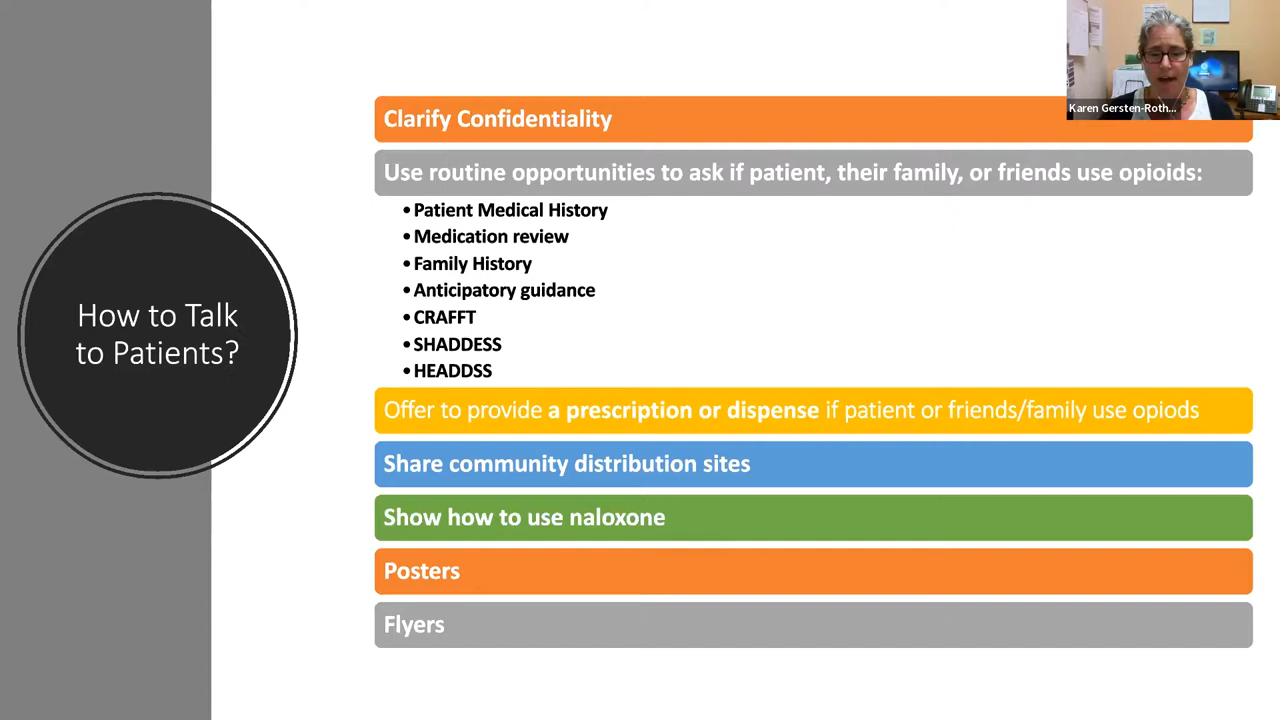 Karen Gersten-Roth...
Clarify Confidentiality
Use routine opportunities to ask if patient, their family, or friends use opioids:
•Patient Medical History
•Medication review
•Family History
•Anticipatory guidance
•CRAFFT
•SHADDESS
•HEADDSS
How to Talk
to Patients?
Offer to provide a prescription or dispense if patient or friends/family use opiods
Share community distribution sites
Show how to use naloxone
Posters
Flyers